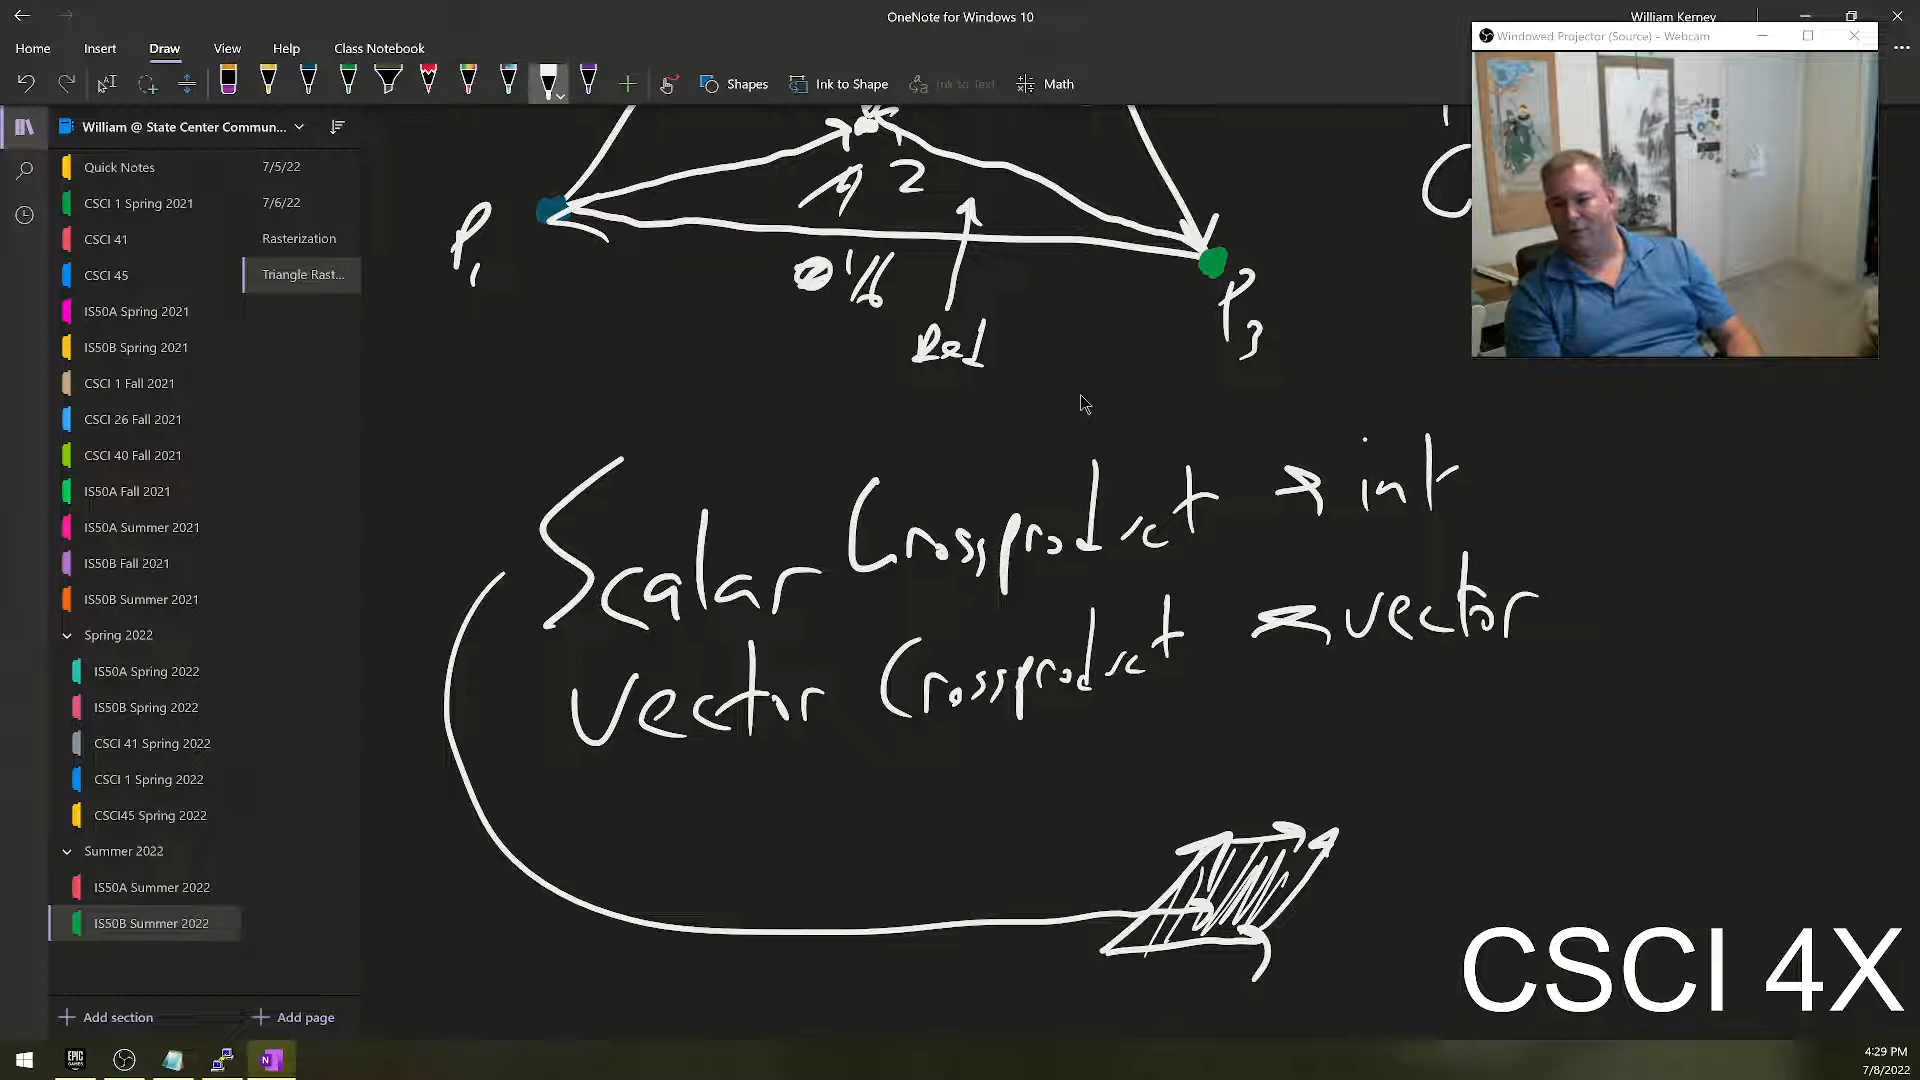 OneNote for Windows 10
William Kerney
Home Insert Draw View Help Class Notebook
Windowed Projector (Source) - Webcam
Shapes Ink to Shape Ink to Text Math
William @ State Center Commun...
Quick Notes
CSCI 1 Spring 2021
CSCI 41
CSCI 45
IS50A Spring 2021
IS50B Spring 2021
CSCI 1 Fall 2021
CSCI 26 Fall 2021
CSCI 40 Fall 2021
IS50A Fall 2021
IS50A Summer 2021
IS50B Fall 2021
IS50B Summer 2021
Spring 2022
IS50A Spring 2022
IS50B Spring 2022
CSCI 41 Spring 2022
CSCI 1 Spring 2022
CSCI45 Spring 2022
Summer 2022
IS50A Summer 2022
IS50B Summer 2022
Add section
7/5/22
7/6/22
Rasterization
Triangle Rast...
Add page
A 2
P1
P3
Red
Scalar Crossproduct → int
vector Crossproduct vector
CSCI 4X
4:29 PM
7/8/2022